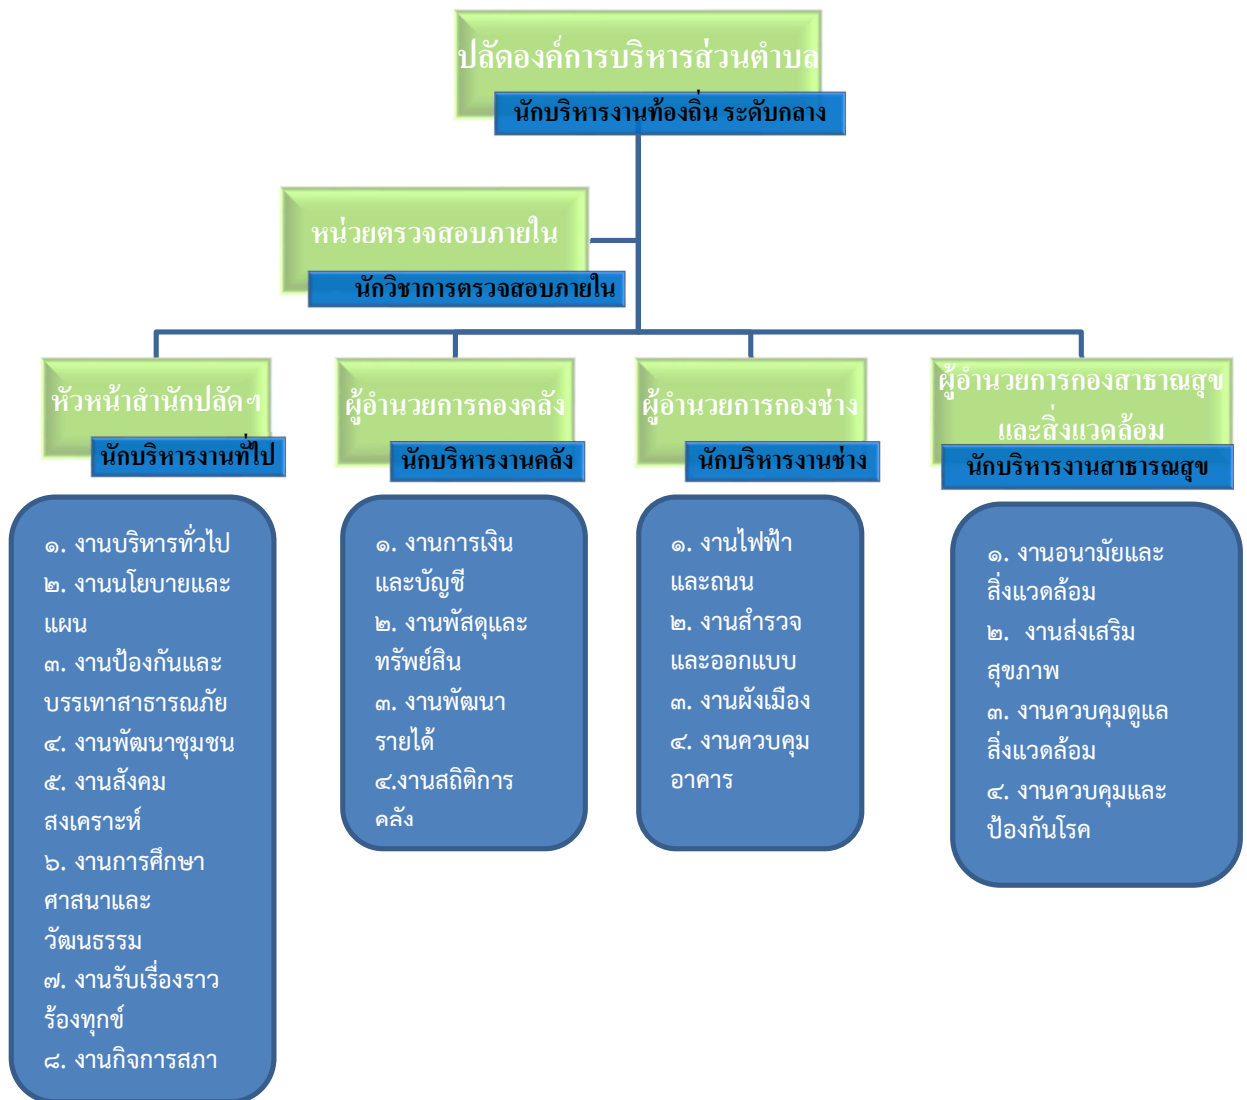 ปลัดองค์การบริหารส่วนตำบล
นักบริหารงานท้องถิ่น ระดับกลาง
หน่วยตรวจสอบภายใน
นักวิชาการตรวจสอบภายใน
หัวหน้าสำนักปลัดฯ
นักบริหารงานทั่ไป
๑. งานบริหารทั่วไป
๒. งานนโยบายและ
แผน
๓. งานป้องกันและ
บรรเทาสาธารณภัย
๔. งานพัฒนาชุมชน
๕. งานสังคม
สงเคราะห์
๖. งานการศึกษา
ศาสนาและ
วัฒนธรรม
๗. งานรับเรื่องราว
ร้องทุกข์
๘. งานกิจการสภา
ผู้อำนวยการกองคลัง
นักบริหารงานคลัง
๑. งานการเงิน
และบัญชี
๒. งานพัสดุและ
ทรัพย์สิน
๓. งานพัฒนา
รายได้
๔.งานสถิติการ
คลัง
ผู้อำนวยการกองช่าง
นักบริหารงานช่าง
๑. งานไฟฟ้า
และถนน
๒. งานสำรวจ
และออกแบบ
๓. งานผังเมือง
๔. งานควบคุม
อาคาร
ผู้อำนวยการกองสาธาณสุข
และสิ่งแวดล้อม
นักบริหารงานสาธารณสุข
๑. งานอนามัยและ
สิ่งแวดล้อม
๒.  งานส่งเสริม
สุขภาพ
๓. งานควบคุมดูแล
สิ่งแวดล้อม
๔. งานควบคุมและ
ป้องกันโรค